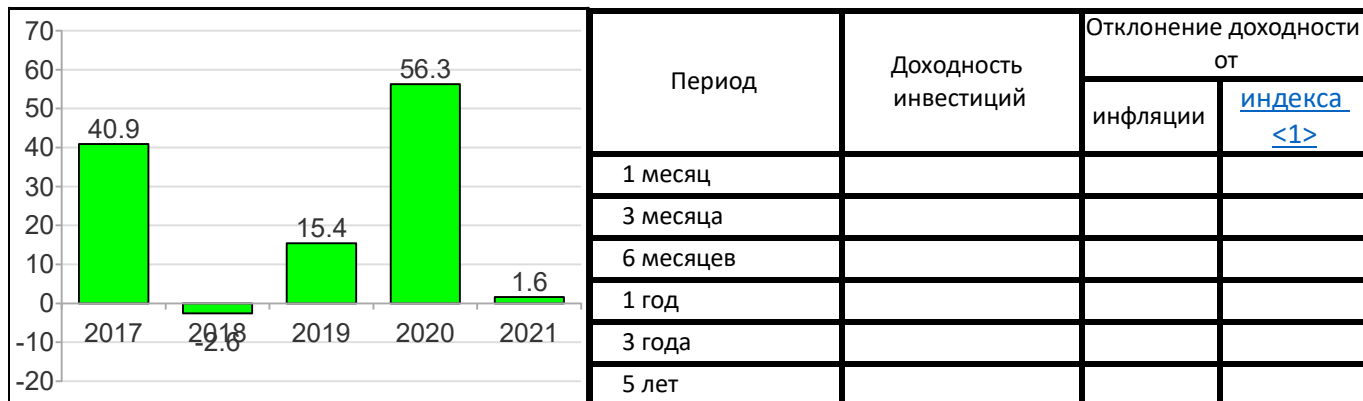 70
60
50
40
30
20
10
0
-10
-20
40.9
-2.6
15.4
56.3
1.6
2017 2018 2019 2020 2021
Период
Доходность
инвестиций
Отклонение доходности
от
инфляции
индекса
<1>
1 месяц
3 месяца
6 месяцев
1 год
3 года
5 лет